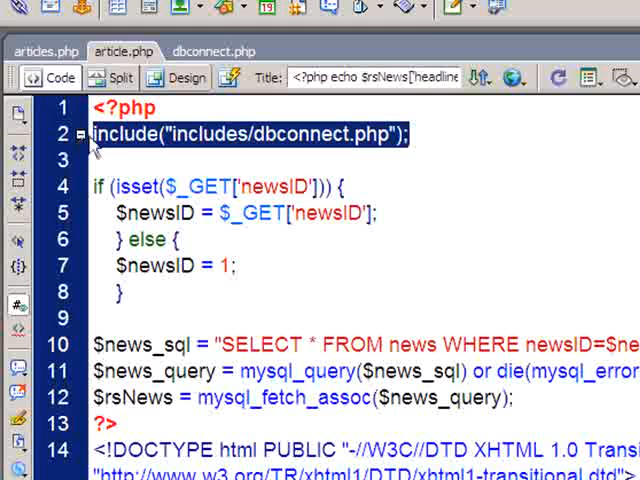 articles.php article.php dbconnect.php
Code Split Design Title: <?php echo $rsNews['headline
1 <?php
2 include("includes/dbconnect.php");
3
4 if (isset($_GET['newsID'])) {
5 $newsID = $_GET['newsID'];
6 } else {
7 $newsID = 1;
8 }
9
10 $news_sql = "SELECT * FROM news WHERE newsID=$ne
11 $news_query = mysql_query($news_sql) or die(mysql_error
12 $rsNews = mysql_fetch_assoc($news_query);
13 ?>
14 <!DOCTYPE html PUBLIC "-//W3C//DTD XHTML 1.0 Transi
"http://www.w3.org/TR/xhtml1/DTD/xhtml1-transitional.dtd">